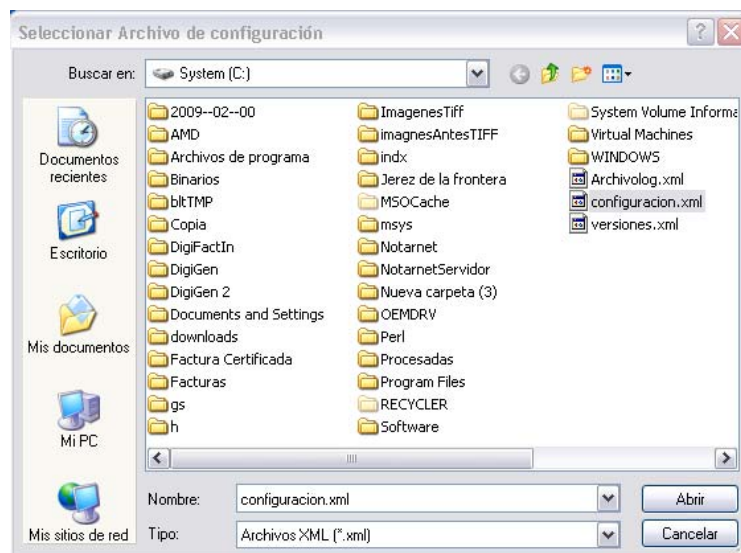 Seleccionar Archivo de configuración
Buscar en: System (C:)
Documentos recientes
Escritorio
Mis documentos
Mi PC
Mis sitios de red
2009--02--00
AMD
Archivos de programa
Binarios
bltTMP
Copia
DigiFactIn
DigiGen
DigiGen 2
Documents and Settings
downloads
Factura Certificada
Facturas
gs
h
ImagenesTiff
imagnesAntesTIFF
indx
Jerez de la frontera
MSOCache
msys
Notarnet
NotarnetServidor
Nueva carpeta (3)
OEMDRV
Perl
Procesadas
Program Files
RECYCLER
Software
System Volume Informa
Virtual Machines
WINDOWS
Archivolog.xml
configuracion.xml
versiones.xml
Nombre: configuracion.xml Abrir
Tipo: Archivos XML (*.xml) Cancelar